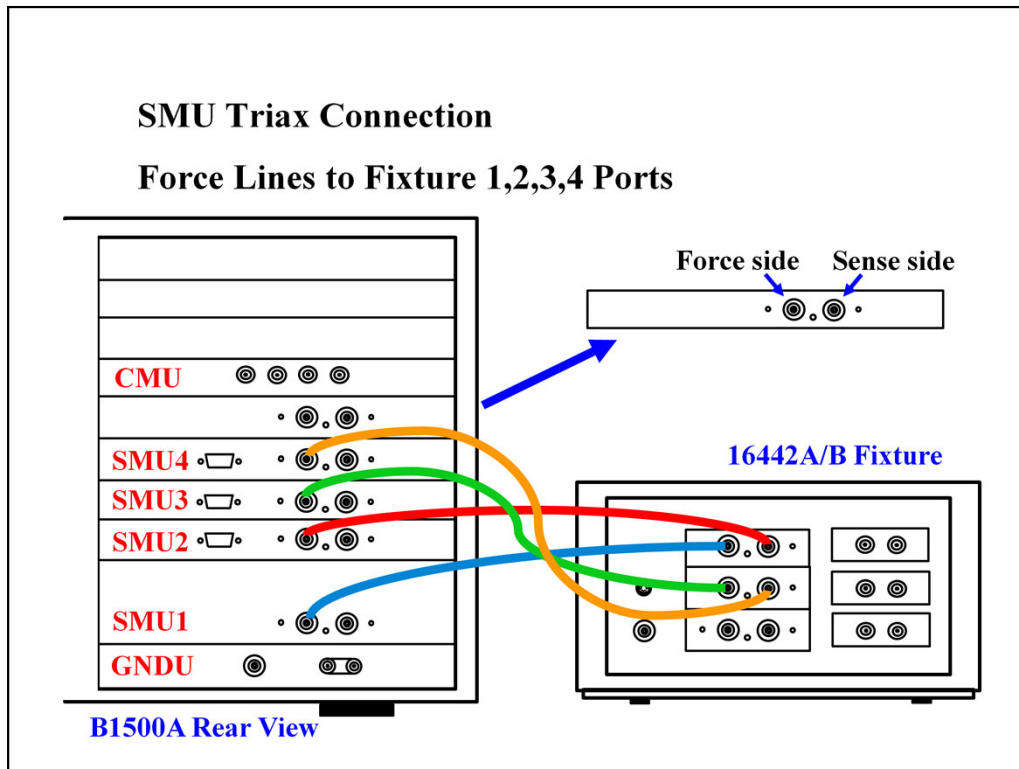 SMU Triax Connection
Force Lines to Fixture 1,2,3,4 Ports
Force side
Sense side
CMU
SMU4
SMU3
SMU2
SMU1
GNDU
16442A/B Fixture
B1500A Rear View